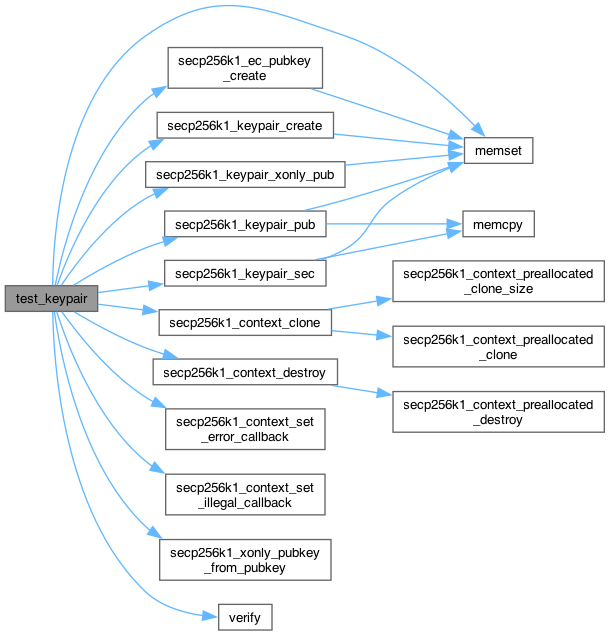 secp256k1_ec_pubkey
_create
secp256k1_keypair_create
memset
secp256k1_keypair_xonly_pub
secp256k1_keypair_pub
memcpy
secp256k1_keypair_sec
secp256k1_context_preallocated
_clone_size
test_keypair
secp256k1_context_clone
secp256k1_context_preallocated
_clone
secp256k1_context_destroy
secp256k1_context_preallocated
_destroy
secp256k1_context_set
_error_callback
secp256k1_context_set
_illegal_callback
secp256k1_xonly_pubkey
_from_pubkey
verify